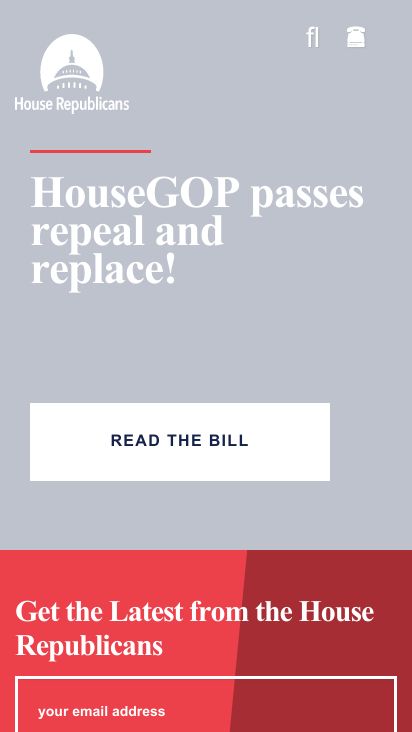 House Republicans
HouseGOP passes
repeal and
replace!
READ THE BILL
Get the Latest from the House
Republicans
your email address